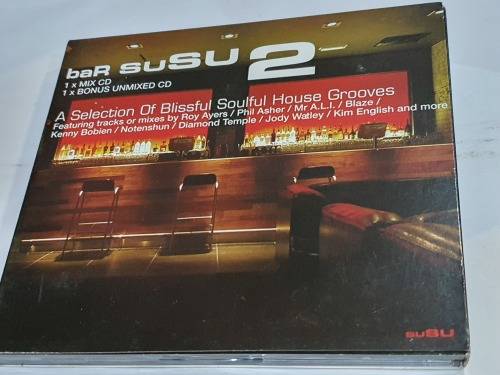 baR suSU 2
1 x MIX CD
1 x BONUS UNMIXED CD
A Selection Of Blissful Soulful House Grooves
Featuring tracks or mixes by Roy Ayers / Phil Asher / Mr A.L.I. / Blaze /
Kenny Bobien / Notenshun / Diamond Temple / Jody Watley / Kim English and more
suSU